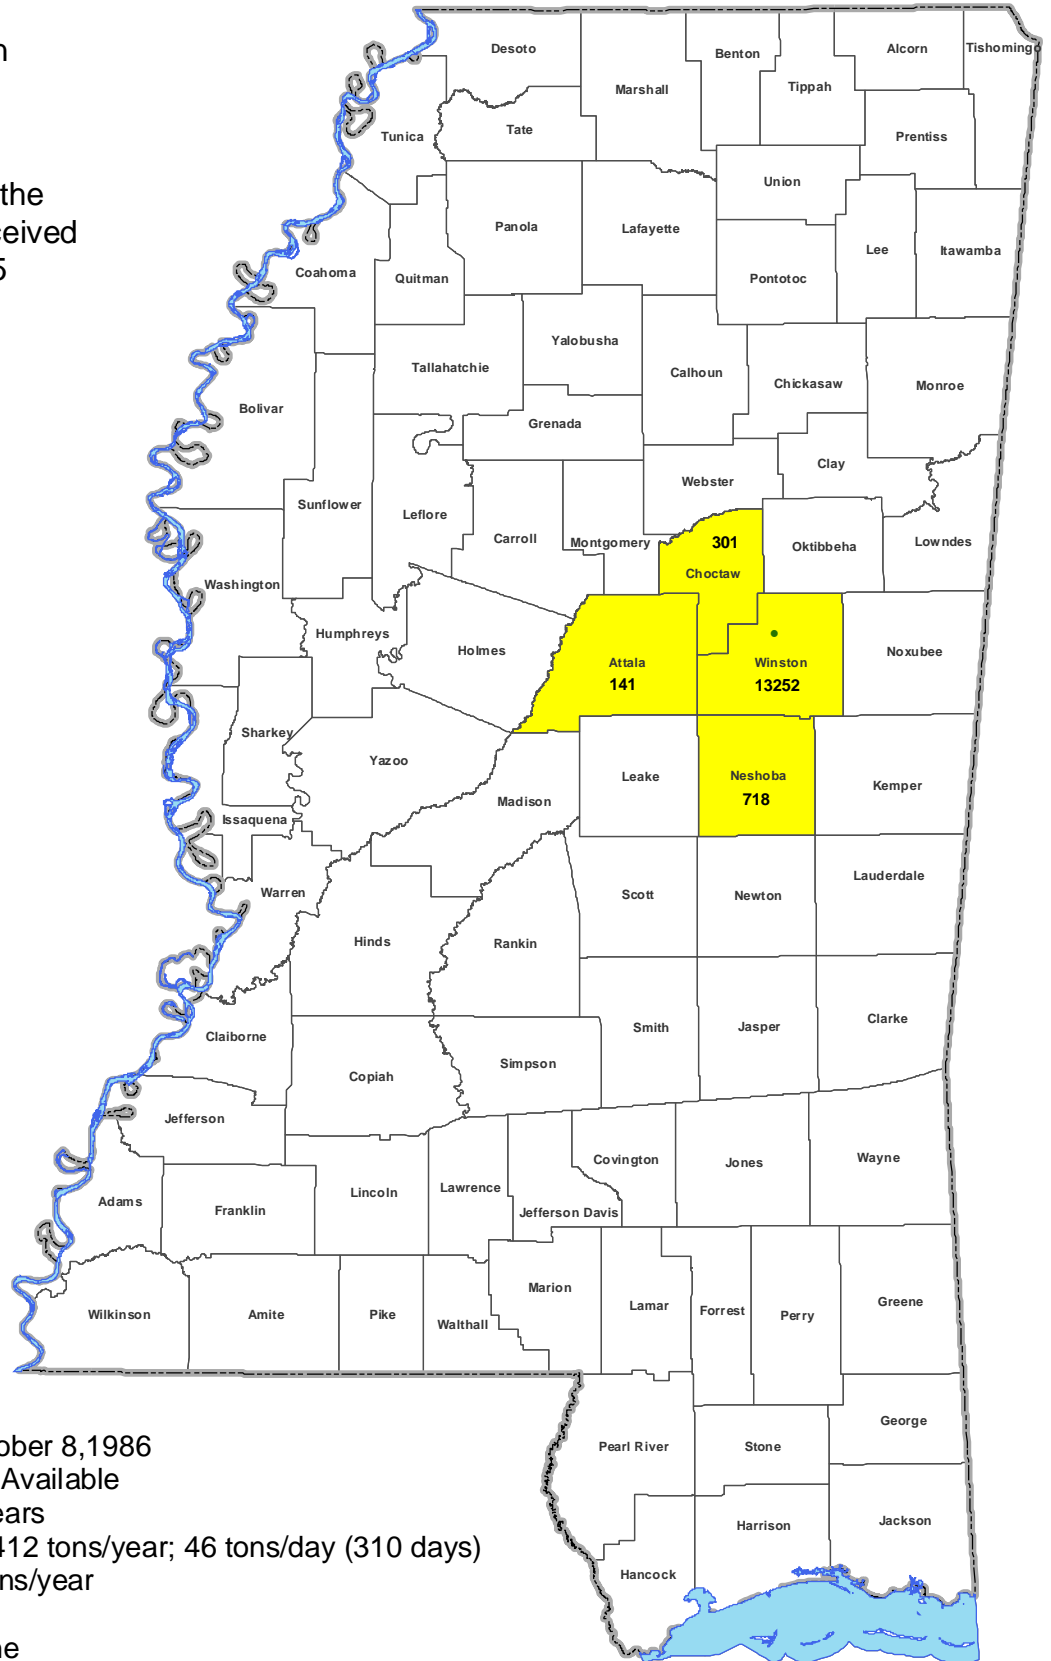 n
the
ceived
5
Desoto
Benton
Alcorn
Tishomingo
Marshall
Tippah
Tate
Tunica
Prentiss
Union
Panola
Lafayette
Lee
Itawamba
Coahoma
Quitman
Pontotoc
Yalobusha
Tallahatchie
Calhoun
Chickasaw
Monroe
Bolivar
Grenada
Clay
Webster
Sunflower
Leflore
Carroll
Montgomery
301
Oktibbeha
Lowndes
Choctaw
Washington
Humphreys
Holmes
Attala
141
Winston
13252
Noxubee
Sharkey
Yazoo
Leake
Neshoba
718
Kemper
Madison
Issaquena
Warren
Scott
Newton
Lauderdale
Hinds
Rankin
Claiborne
Smith
Jasper
Clarke
Copiah
Simpson
Jefferson
Covington
Jones
Wayne
Adams
Franklin
Lincoln
Lawrence
Jefferson Davis
Wilkinson
Amite
Pike
Walthall
Marion
Lamar
Forrest
Perry
Greene
George
Pearl River
Stone
Harrison
Jackson
Hancock
ober 8,1986
Available
ears
412 tons/year; 46 tons/day (310 days)
ns/year
ne